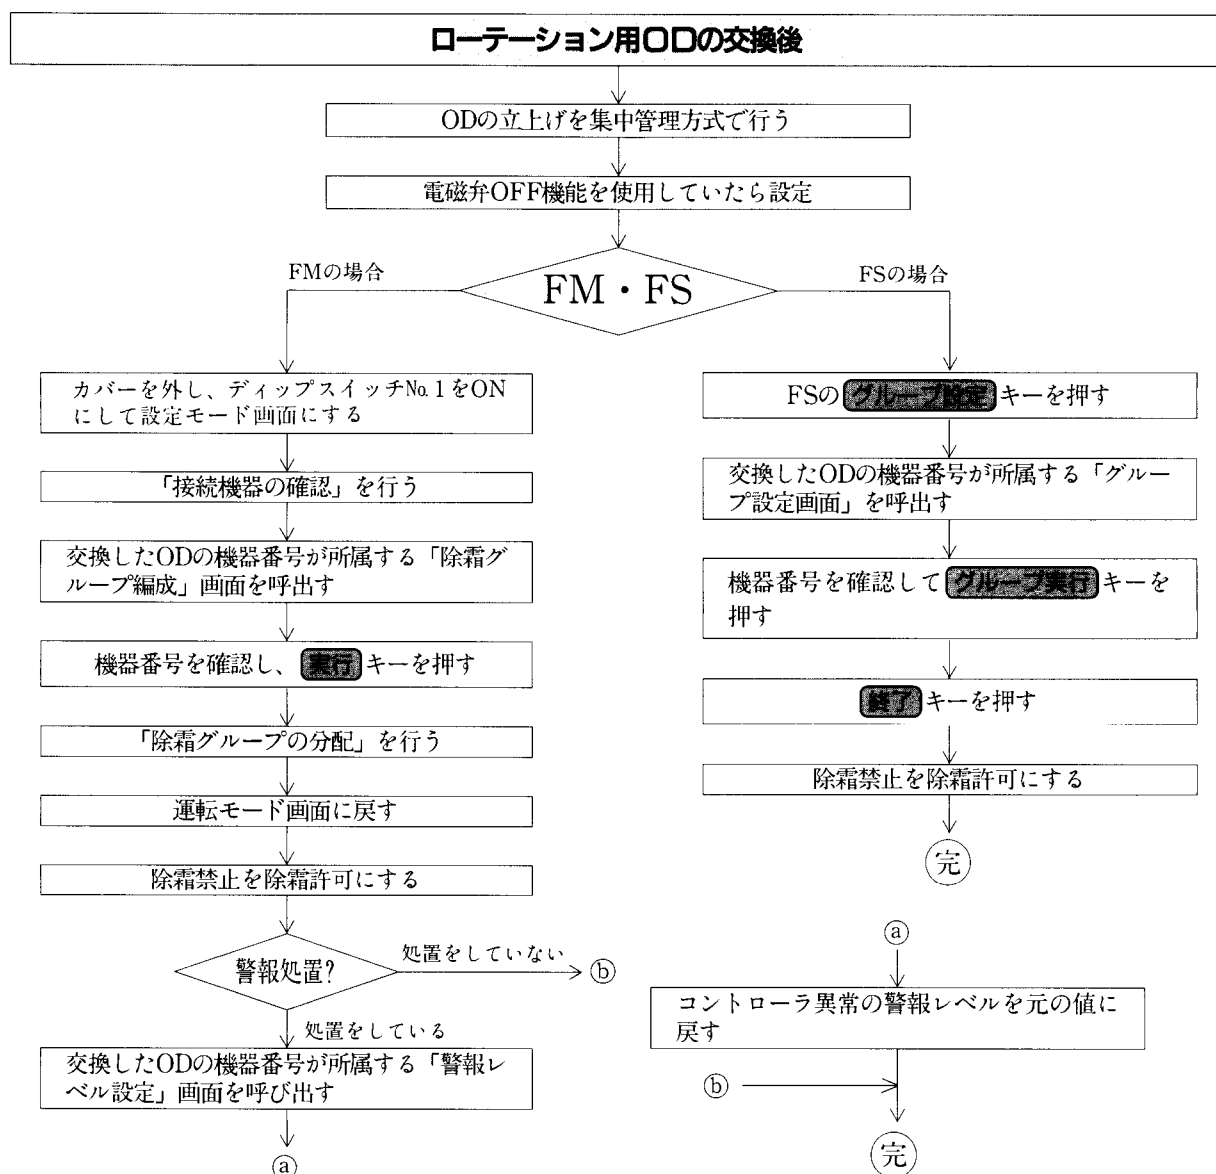 ローテーション用ODの交換後
ODの立上げを集中管理方式で行う
電磁弁OFF機能を使用していたら設定
FMの場合
FM・FS
FSの場合
カバーを外し、ディップスイッチNo.1をON
にして設定モード画面にする
「接続機器の確認」を行う
交換したODの機器番号が所属する「除霜グ
ループ編成」画面を呼出す
機器番号を確認し、実行キーを押す
「除霜グループの分配」を行う
運転モード画面に戻す
除霜禁止を除霜許可にする
警報処置?
処置をしていない
ⓑ
処置をしている
交換したODの機器番号が所属する「警報レ
ベル設定」画面を呼び出す
ⓐ
FSのグループ設定キーを押す
交換したODの機器番号が所属する「グルー
プ設定画面」を呼出す
機器番号を確認してグループ実行キーを
押す
終了キーを押す
除霜禁止を除霜許可にする
完
ⓐ
コントローラ異常の警報レベルを元の値に
戻す
ⓑ
完